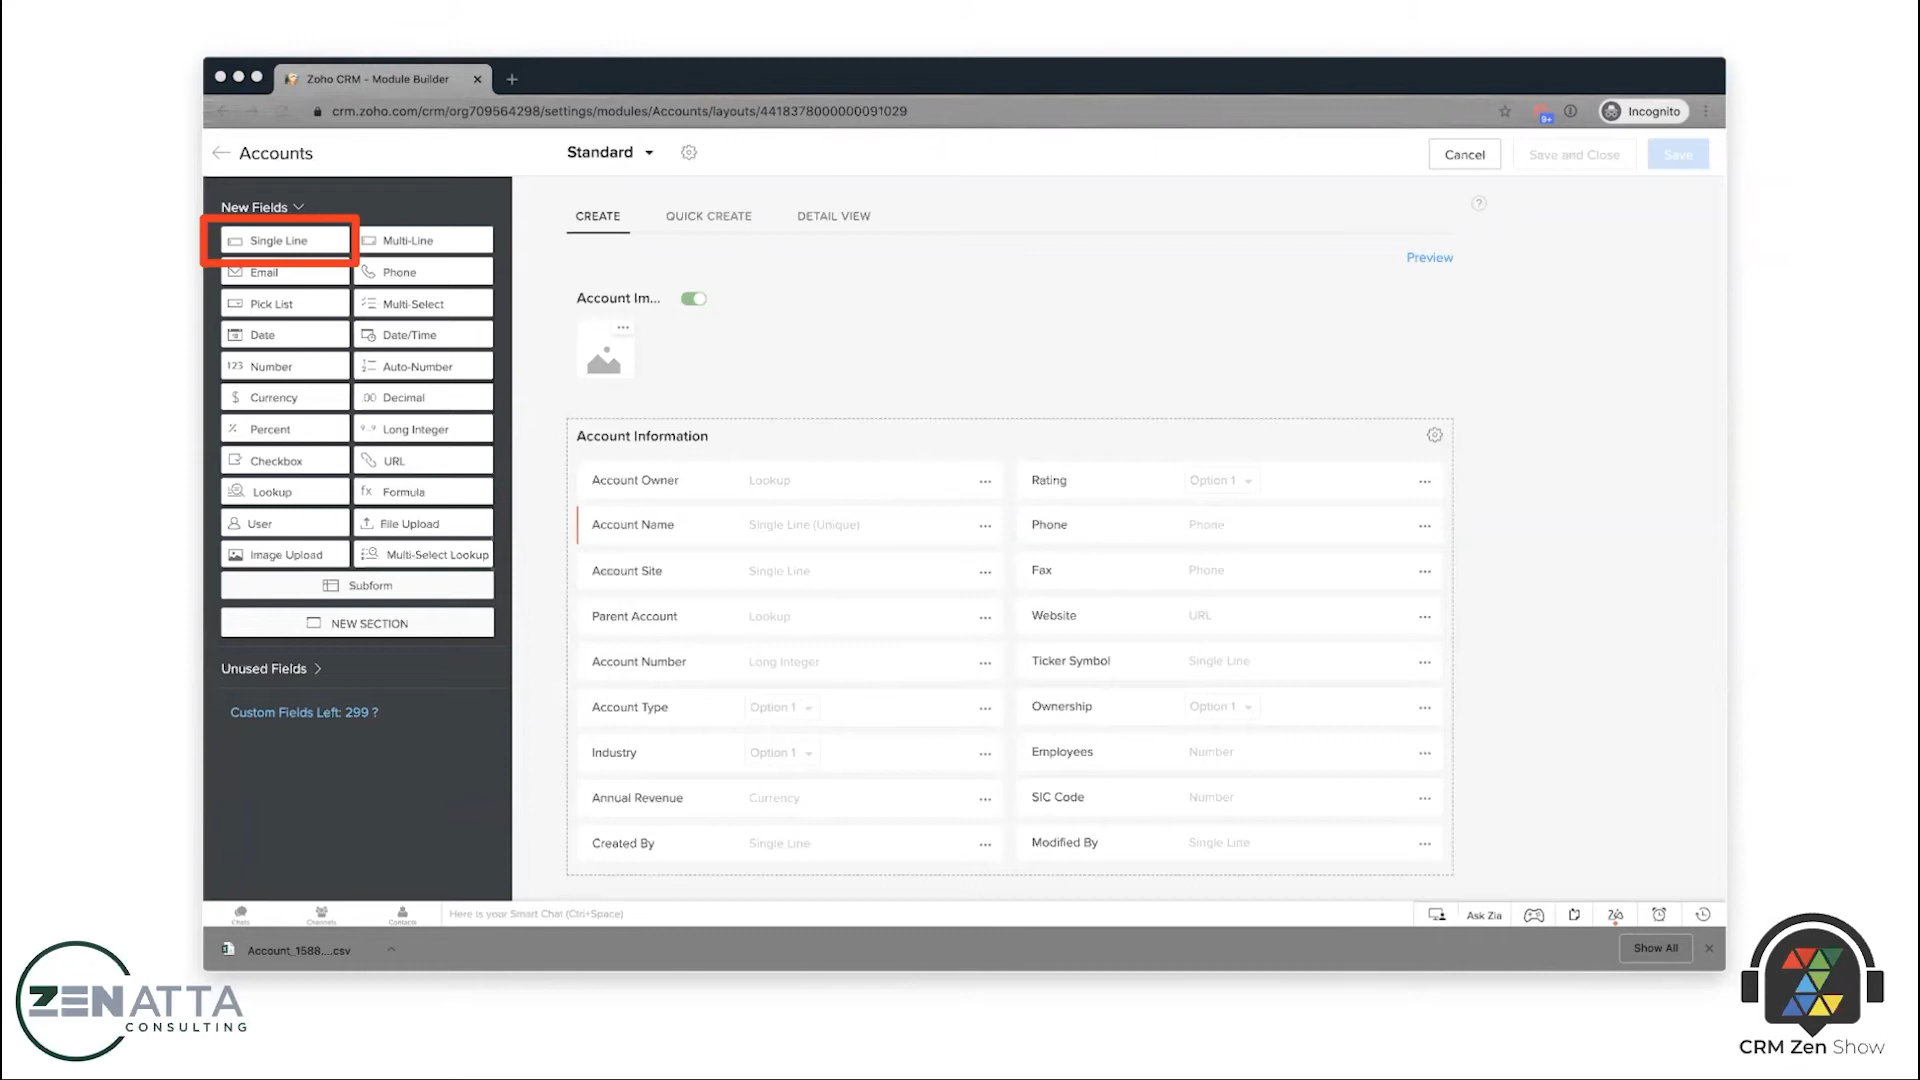 Zoho CRM - Module Builder
crm.zoho.com/crm/org709564298/settings/modules/Accounts/layouts/4418378000000091029
9+
Incognito
Accounts
Standard
Cancel
Save and Close
Save
New Fields
Single Line
Multi-Line
Email
Phone
Pick List
Multi-Select
Date
Date/Time
123 Number
Auto-Number
$ Currency
.00 Decimal
% Percent
Long Integer
Checkbox
URL
Lookup
fx Formula
User
File Upload
Image Upload
Multi-Select Lookup
Subform
NEW SECTION
Unused Fields
Custom Fields Left: 299 ?
CREATE
QUICK CREATE
DETAIL VIEW
?
Preview
Account Im...
Account Information
Account Owner Lookup
Rating Option 1
Account Name Single Line (Unique)
Phone Phone
Account Site Single Line
Fax Phone
Parent Account Lookup
Website URL
Account Number Long Integer
Ticker Symbol Single Line
Account Type Option 1
Ownership Option 1
Industry Option 1
Employees Number
Annual Revenue Currency
SIC Code Number
Created By Single Line
Modified By Single Line
Chats
Channels
Contacts
Here is your Smart Chat (Ctrl+Space)
Ask Zia
Account_1588....csv
Show All
ZENATTA
CONSULTING
CRM Zen Show